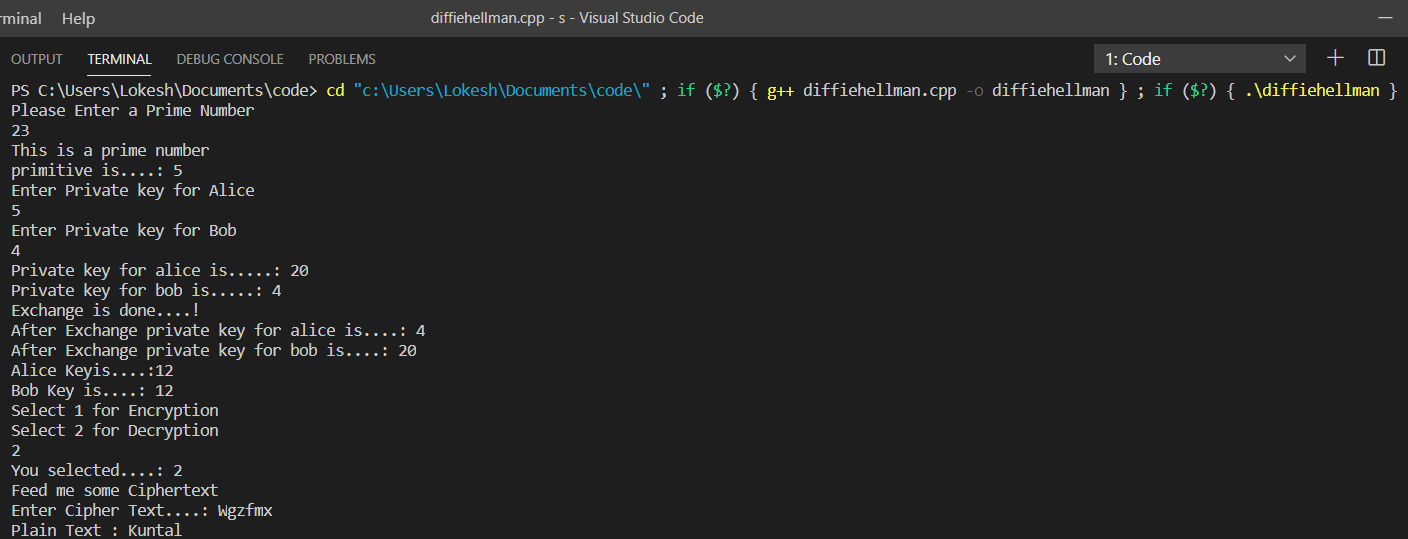 rminal Help diffiehellman.cpp - s - Visual Studio Code
OUTPUT TERMINAL DEBUG CONSOLE PROBLEMS 1: Code
PS C:\Users\Lokesh\Documents\code> cd "c:\Users\Lokesh\Documents\code\" ; if ($?) { g++ diffiehellman.cpp -o diffiehellman } ; if ($?) { .\diffiehellman }
Please Enter a Prime Number
23
This is a prime number
primitive is....: 5
Enter Private key for Alice
5
Enter Private key for Bob
4
Private key for alice is.....: 20
Private key for bob is.....: 4
Exchange is done....!
After Exchange private key for alice is....: 4
After Exchange private key for bob is....: 20
Alice Keyis....:12
Bob Key is....: 12
Select 1 for Encryption
Select 2 for Decryption
2
You selected....: 2
Feed me some Ciphertext
Enter Cipher Text....: Wgzfmx
Plain Text : Kuntal